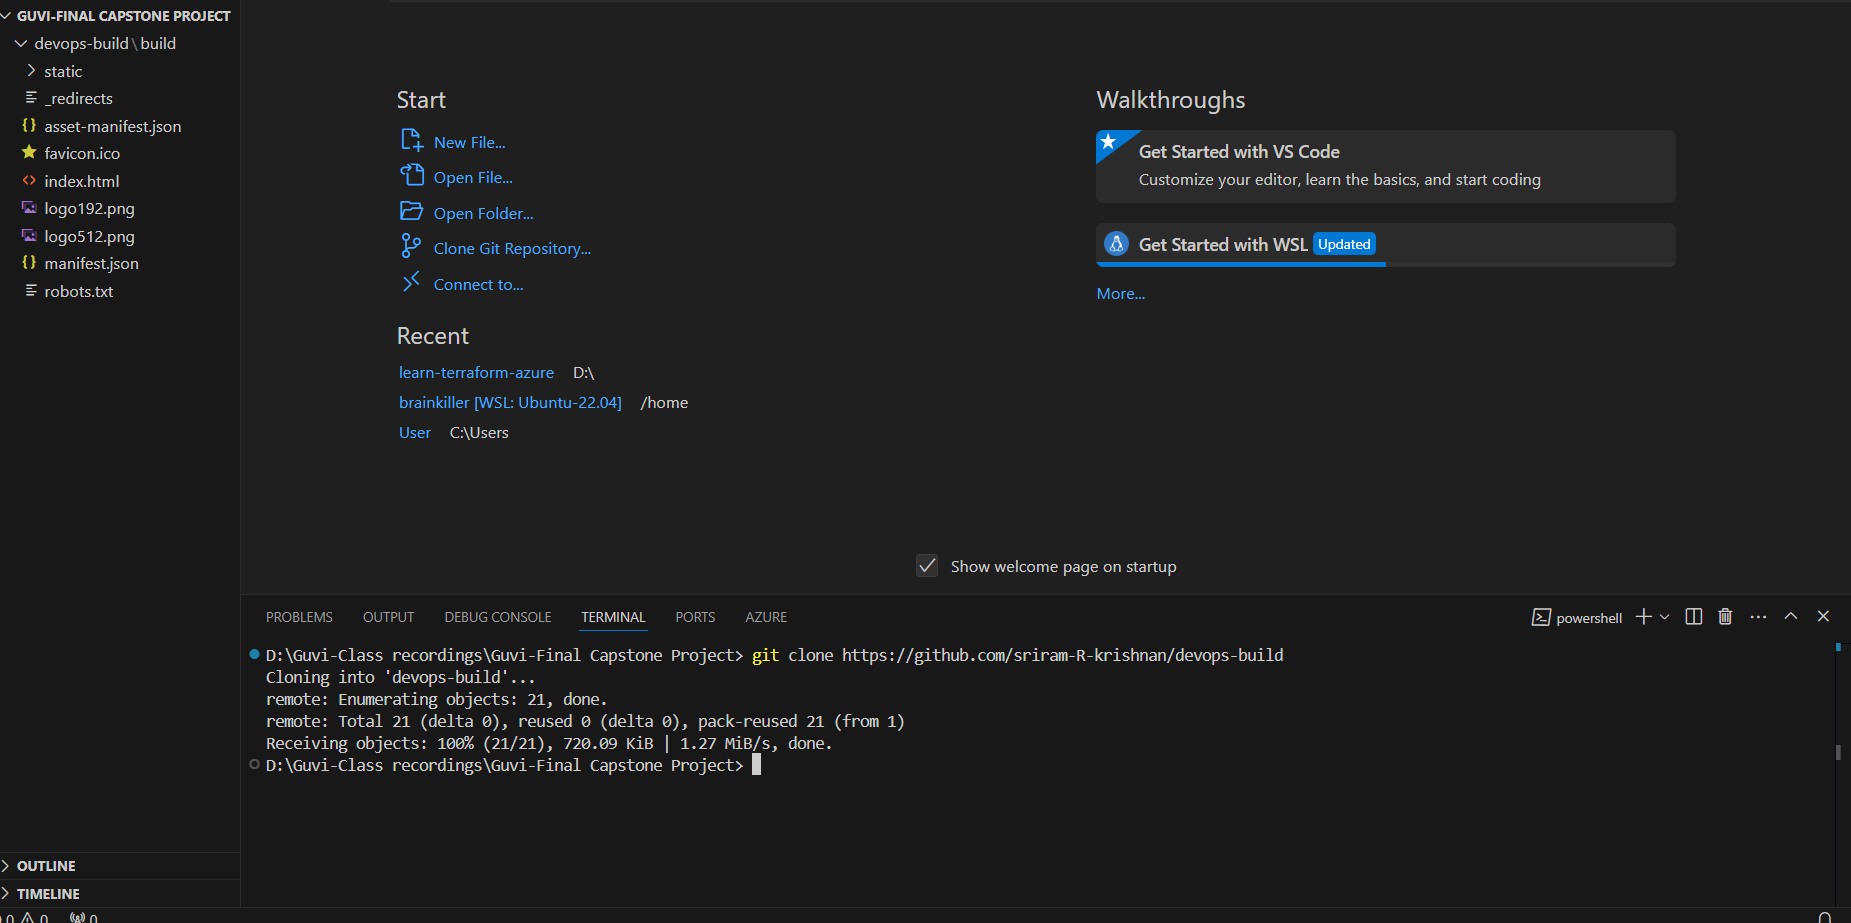 GUVI-FINAL CAPSTONE PROJECT
devops-build\build
static
_redirects
asset-manifest.json
favicon.ico
index.html
logo192.png
logo512.png
manifest.json
robots.txt
OUTLINE
TIMELINE
0 0 0
Start
New File...
Open File...
Open Folder...
Clone Git Repository...
Connect to...
Recent
learn-terraform-azure D:\
brainkiller [WSL: Ubuntu-22.04] /home
User C:\Users
Walkthroughs
Get Started with VS Code
Customize your editor, learn the basics, and start coding
Get Started with WSL Updated
More...
Show welcome page on startup
PROBLEMS OUTPUT DEBUG CONSOLE TERMINAL PORTS AZURE
powershell
D:\Guvi-Class recordings\Guvi-Final Capstone Project> git clone https://github.com/sriram-R-krishnan/devops-build
Cloning into 'devops-build'...
remote: Enumerating objects: 21, done.
remote: Total 21 (delta 0), reused 0 (delta 0), pack-reused 21 (from 1)
Receiving objects: 100% (21/21), 720.09 KiB | 1.27 MiB/s, done.
D:\Guvi-Class recordings\Guvi-Final Capstone Project>